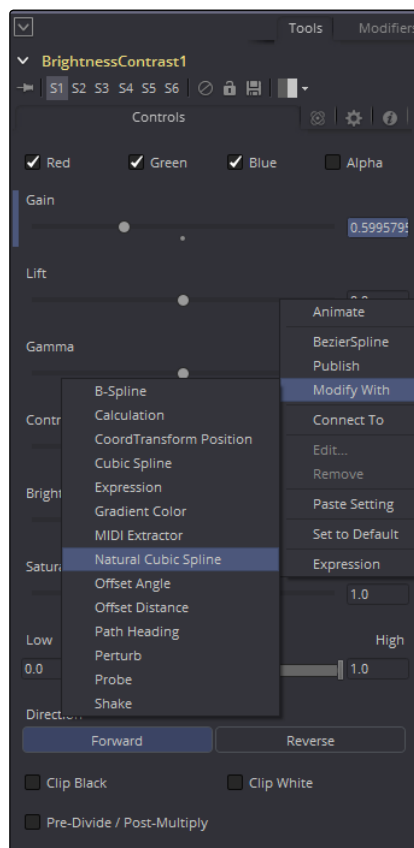 Tools Modifiers
BrightnessContrast1
S1 S2 S3 S4 S5 S6
Controls
Red Green Blue Alpha
Gain
0.5995795
Lift
Animate
BezierSpline
Gamma
Publish
Modify With
B-Spline
Calculation
Connect To
CoordTransform Position
Edit...
Cubic Spline
Remove
Expression
Paste Setting
Gradient Color
MIDI Extractor
Set to Default
Natural Cubic Spline
Expression
Offset Angle
1.0
Offset Distance
Path Heading
Low High
Perturb
0.0 1.0
Probe
Shake
Direction
Forward Reverse
Clip Black Clip White
Pre-Divide / Post-Multiply